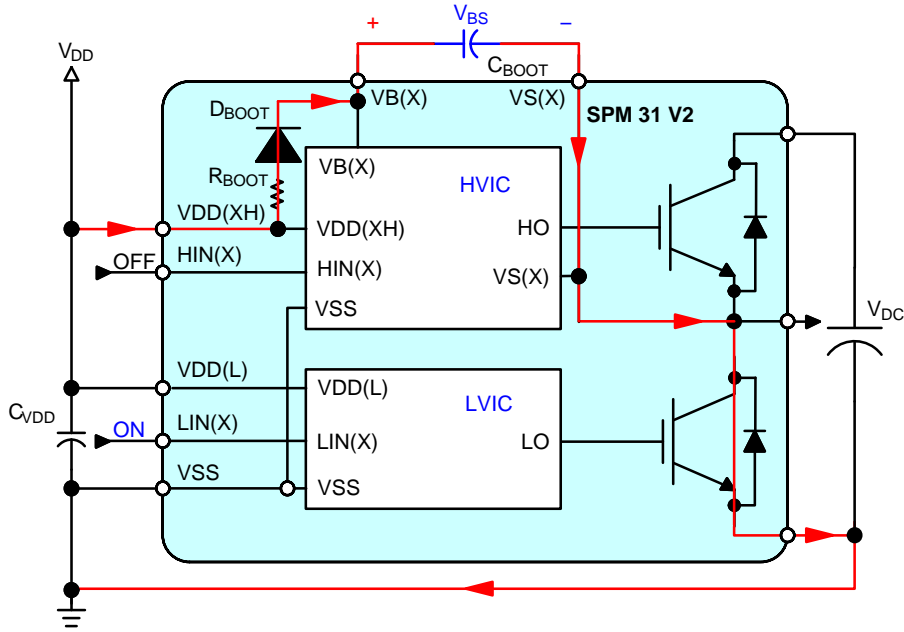 + VBS −
VDD
CBOOT
VB(X)
VS(X)
DBOOT
SPM 31 V2
RBOOT
VB(X)
HVIC
VDD(XH)
VDD(XH)
HO
OFF
HIN(X)
HIN(X)
VS(X)
VSS
VDC
VDD(L)
VDD(L)
LVIC
CVDD
ON
LIN(X)
LIN(X)
LO
VSS
VSS